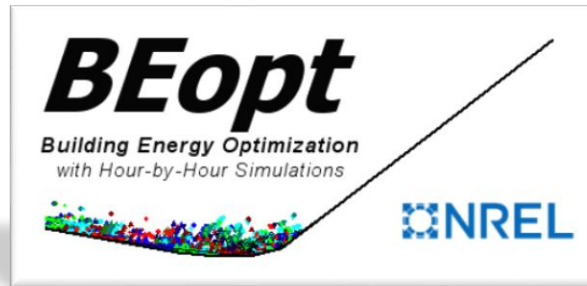 BEopt
Building Energy Optimization
with Hour-by-Hour Simulations
NREL